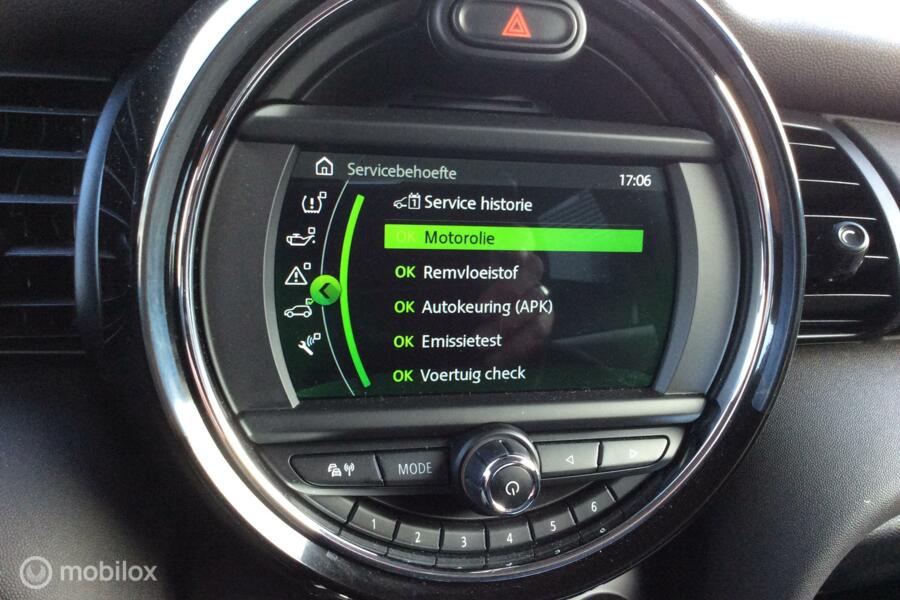 Servicebehoefte
17:06
Service historie
OK Motorolie
OK Remvloeistof
OK Autokeuring (APK)
OK Emissietest
OK Voertuig check
MODE
1 2 3 4 5 6
mobilox